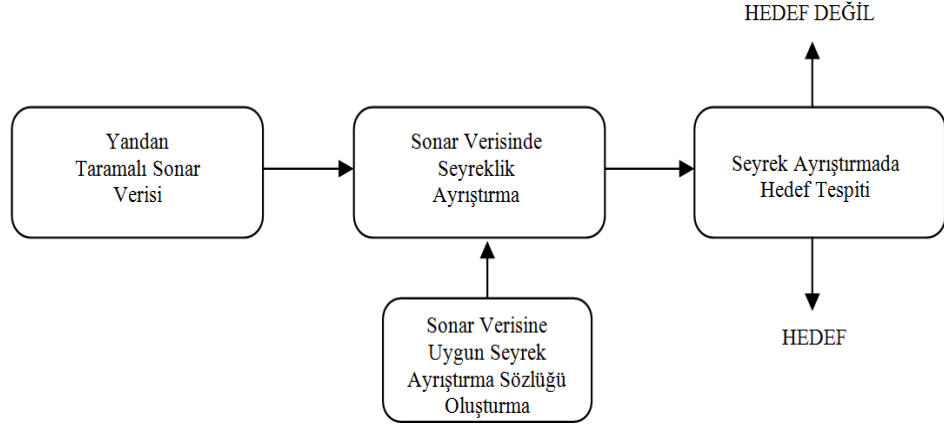 HEDEF DEĞİL
Yandan
Taramalı Sonar
Verisi
Sonar Verisinde
Seyreklik
Ayrıştırma
Seyrek Ayrıştırmada
Hedef Tespiti
Sonar Verisine
Uygun Seyrek
Ayrıştırma Sözlüğü
Oluşturma
HEDEF